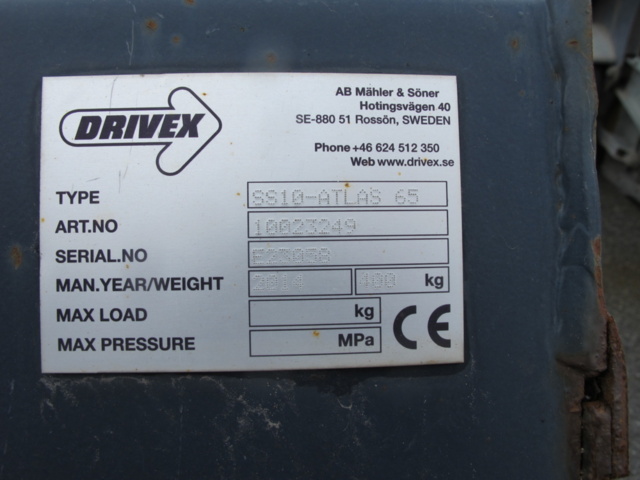 DRIVEX
AB Mähler & Söner
Hotingsvägen 40
SE-880 51 Rossön, SWEDEN
Phone +46 624 512 350
Web www.drivex.se
TYPE SS10-ATLAS 65
ART.NO 10023249
SERIAL.NO
MAN.YEAR/WEIGHT 2014 kg
MAX LOAD kg
MAX PRESSURE MPa
CE